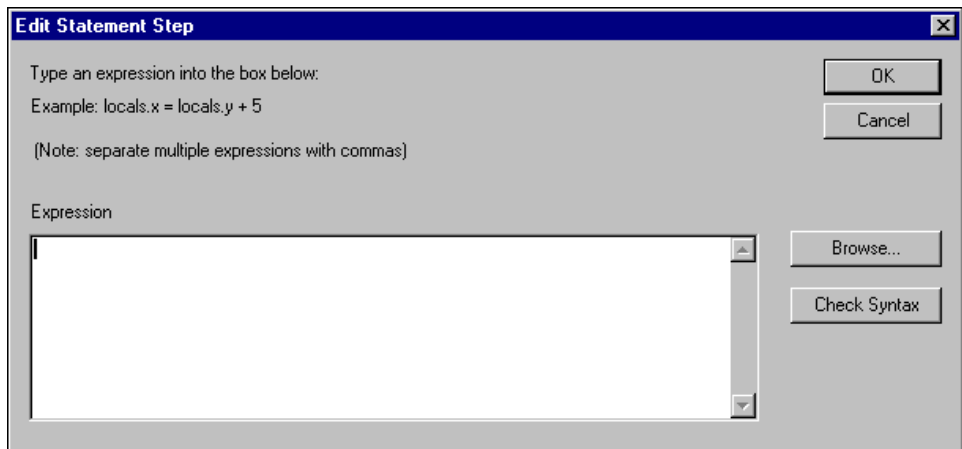 Edit Statement Step
Type an expression into the box below:
OK
Example: locals.x = locals.y + 5
Cancel
(Note: separate multiple expressions with commas)
Expression
Browse...
Check Syntax